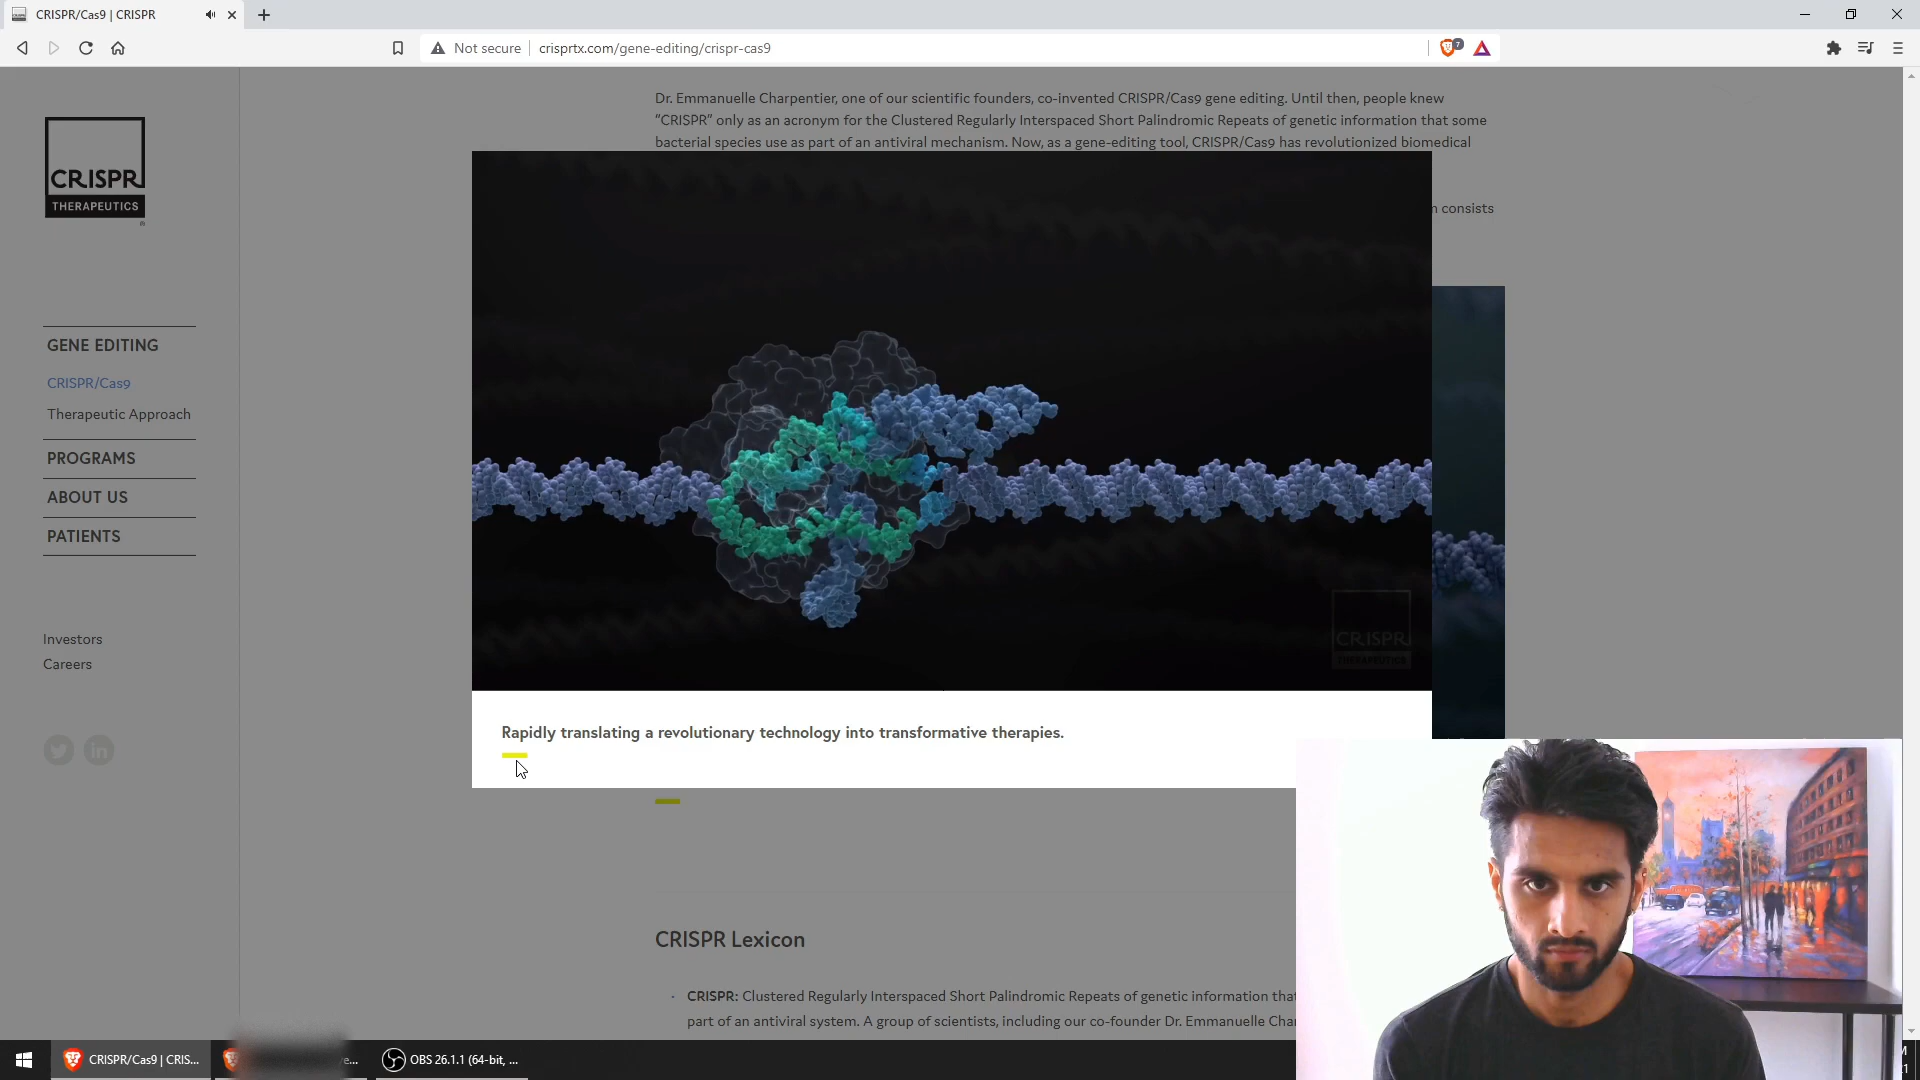 CRISPR/Cas9 | CRISPR
Not secure
crisprtx.com/gene-editing/crispr-cas9
7
CRISPR
THERAPEUTICS
®
GENE EDITING
CRISPR/Cas9
Therapeutic Approach
PROGRAMS
ABOUT US
PATIENTS
Investors
Careers
Dr. Emmanuelle Charpentier, one of our scientific founders, co-invented CRISPR/Cas9 gene editing. Until then, people knew
"CRISPR" only as an acronym for the Clustered Regularly Interspaced Short Palindromic Repeats of genetic information that some
bacterial species use as part of an antiviral mechanism. Now, as a gene-editing tool, CRISPR/Cas9 has revolutionized biomedical
consists
CRISPR
THERAPEUTICS
Rapidly translating a revolutionary technology into transformative therapies.
CRISPR Lexicon
CRISPR: Clustered Regularly Interspaced Short Palindromic Repeats of genetic information that
part of an antiviral system. A group of scientists, including our co-founder Dr. Emmanuelle Char
CRISPR/Cas9 | CRIS...
OBS 26.1.1 (64-bit, ...